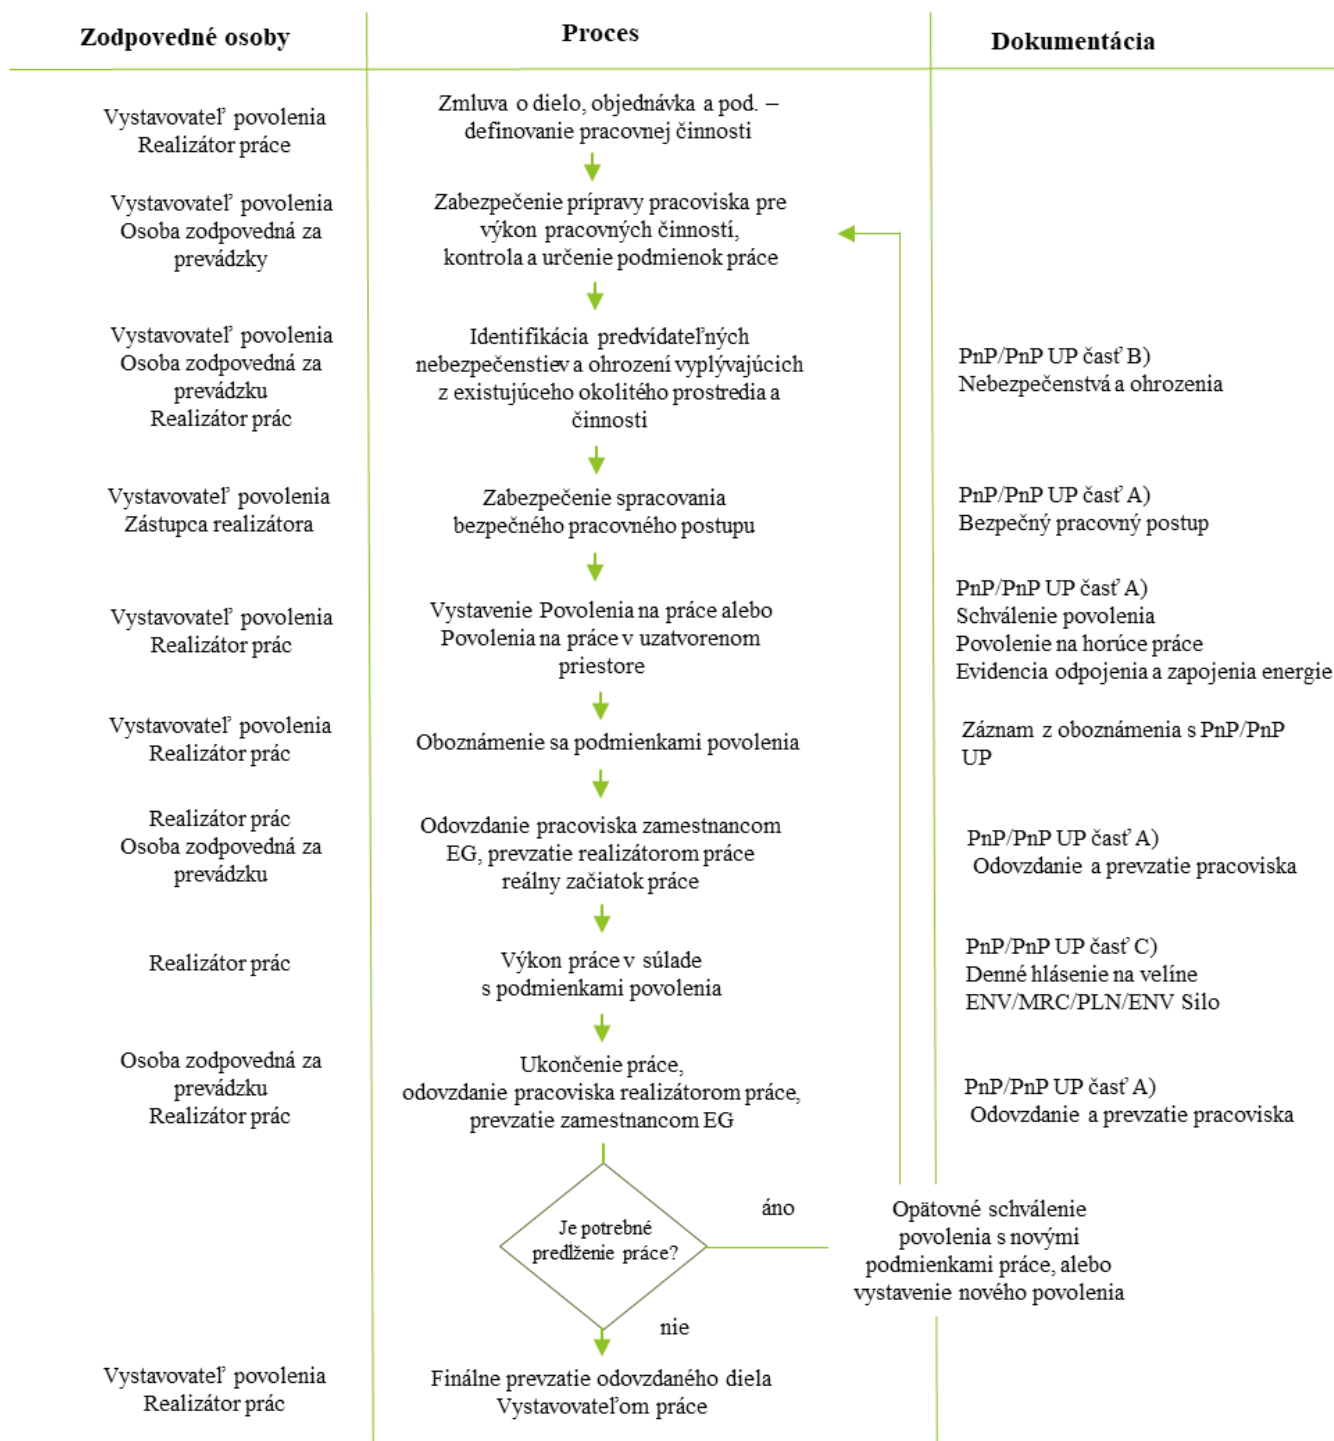 Zodpovedné osoby
Proces
Dokumentácia
Vystavovateľ povolenia
Realizátor práce
Zmluva o dielo, objednávka a pod. –
definovanie pracovnej činnosti
Vystavovateľ povolenia
Osoba zodpovedná za
prevádzky
Zabezpečenie prípravy pracoviska pre
výkon pracovných činností,
kontrola a určenie podmienok práce
Vystavovateľ povolenia
Osoba zodpovedná za
prevádzku
Realizátor prác
Identifikácia predvídateľných
nebezpečenstiev a ohrození vyplývajúcich
z existujúceho okolitého prostredia a
činnosti
PnP/PnP UP časť B)
Nebezpečenstvá a ohrozenia
Vystavovateľ povolenia
Zástupca realizátora
Zabezpečenie spracovania
bezpečného pracovného postupu
PnP/PnP UP časť A)
Bezpečný pracovný postup
Vystavovateľ povolenia
Realizátor prác
Vystavenie Povolenia na práce alebo
Povolenia na práce v uzatvorenom
priestore
PnP/PnP UP časť A)
Schválenie povolenia
Povolenie na horúce práce
Evidencia odpojenia a zapojenia energie
Vystavovateľ povolenia
Realizátor prác
Oboznámenie sa podmienkami povolenia
Záznam z oboznámenia s PnP/PnP
UP
Realizátor prác
Osoba zodpovedná za
prevádzku
Odovzdanie pracoviska zamestnancom
EG, prevzatie realizátorom práce
reálny začiatok práce
PnP/PnP UP časť A)
Odovzdanie a prevzatie pracoviska
Realizátor prác
Výkon práce v súlade
s podmienkami povolenia
PnP/PnP UP časť C)
Denné hlásenie na velíne
ENV/MRC/PLN/ENV Silo
Osoba zodpovedná za
prevádzku
Realizátor prác
Ukončenie práce,
odovzdanie pracoviska realizátorom práce,
prevzatie zamestnancom EG
PnP/PnP UP časť A)
Odovzdanie a prevzatie pracoviska
Je potrebné
predĺženie práce?
áno
Opätovné schválenie
povolenia s novými
podmienkami práce, alebo
vystavenie nového povolenia
nie
Vystavovateľ povolenia
Realizátor prác
Finálne prevzatie odovzdaného diela
Vystavovateľom práce